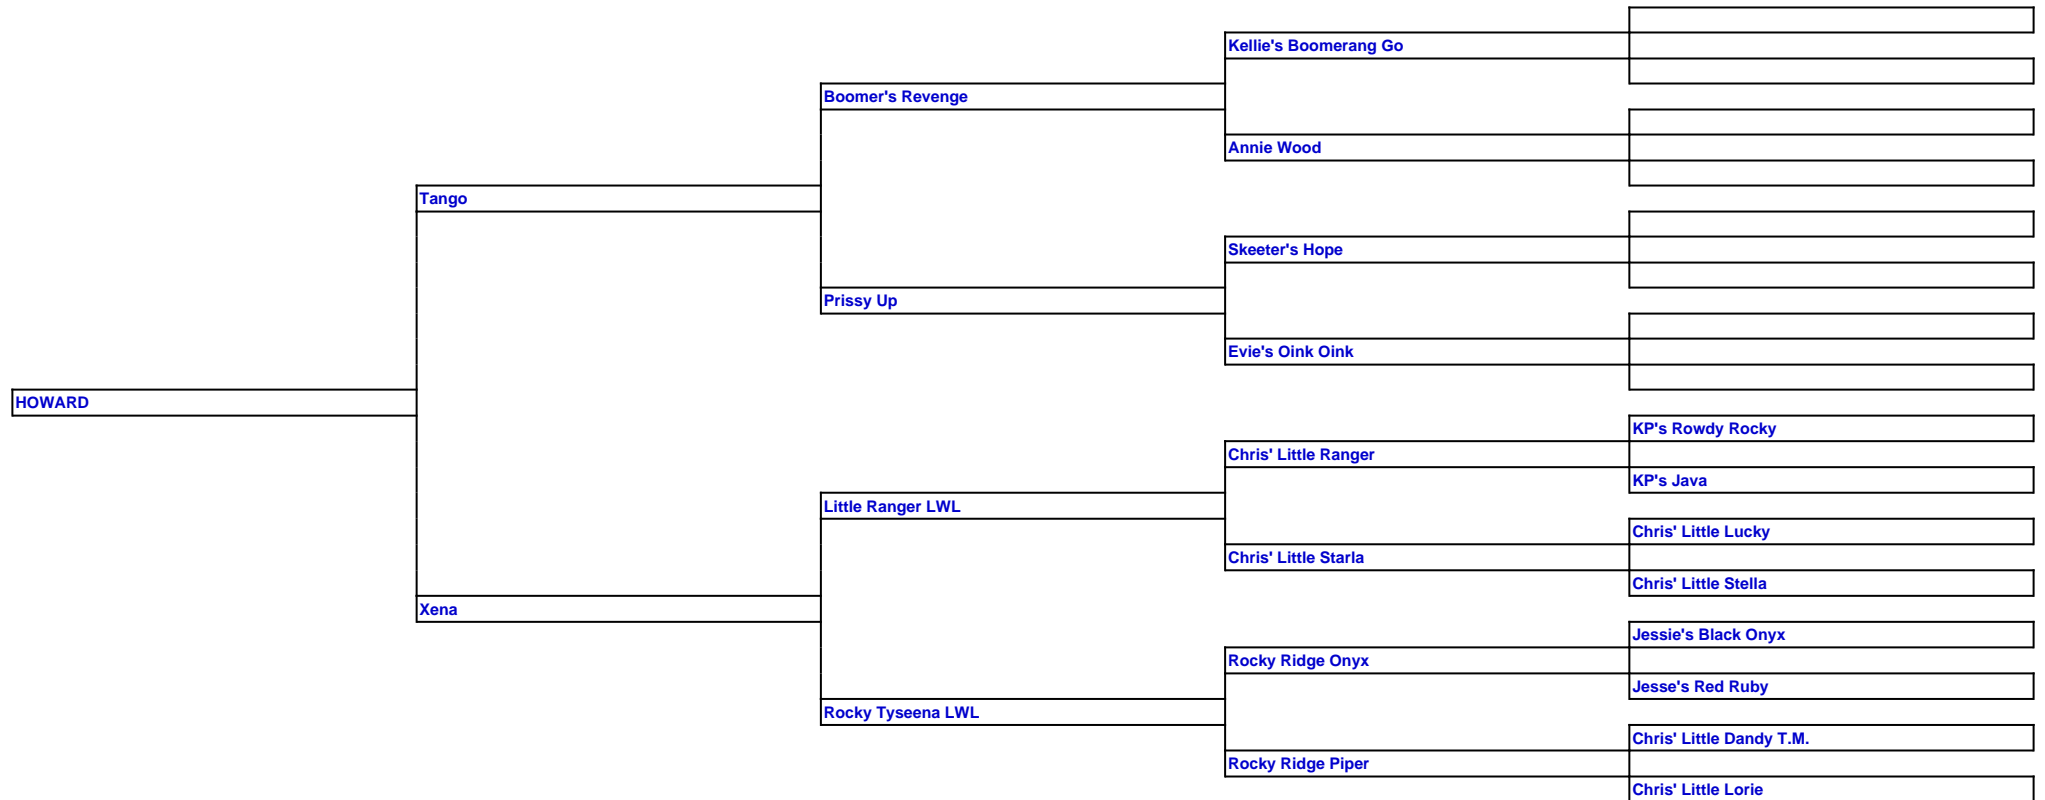 Kellie's Boomerang Go
Boomer's Revenge
Annie Wood
Tango
Skeeter's Hope
Prissy Up
Evie's Oink Oink
HOWARD
KP's Rowdy Rocky
Chris' Little Ranger
KP's Java
Little Ranger LWL
Chris' Little Lucky
Chris' Little Starla
Chris' Little Stella
Xena
Jessie's Black Onyx
Rocky Ridge Onyx
Jesse's Red Ruby
Rocky Tyseena LWL
Chris' Little Dandy T.M.
Rocky Ridge Piper
Chris' Little Lorie